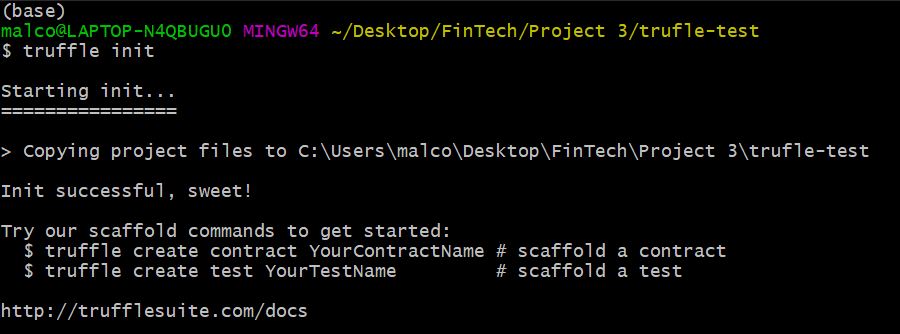 (base)
malco@LAPTOP-N4QBUGU0 MINGW64 ~/Desktop/FinTech/Project 3/trufle-test
$ truffle init
Starting init...
================
> Copying project files to C:\Users\malco\Desktop\FinTech\Project 3\trufle-test
Init successful, sweet!
Try our scaffold commands to get started:
  $ truffle create contract YourContractName # scaffold a contract
  $ truffle create test YourTestName         # scaffold a test
http://trufflesuite.com/docs